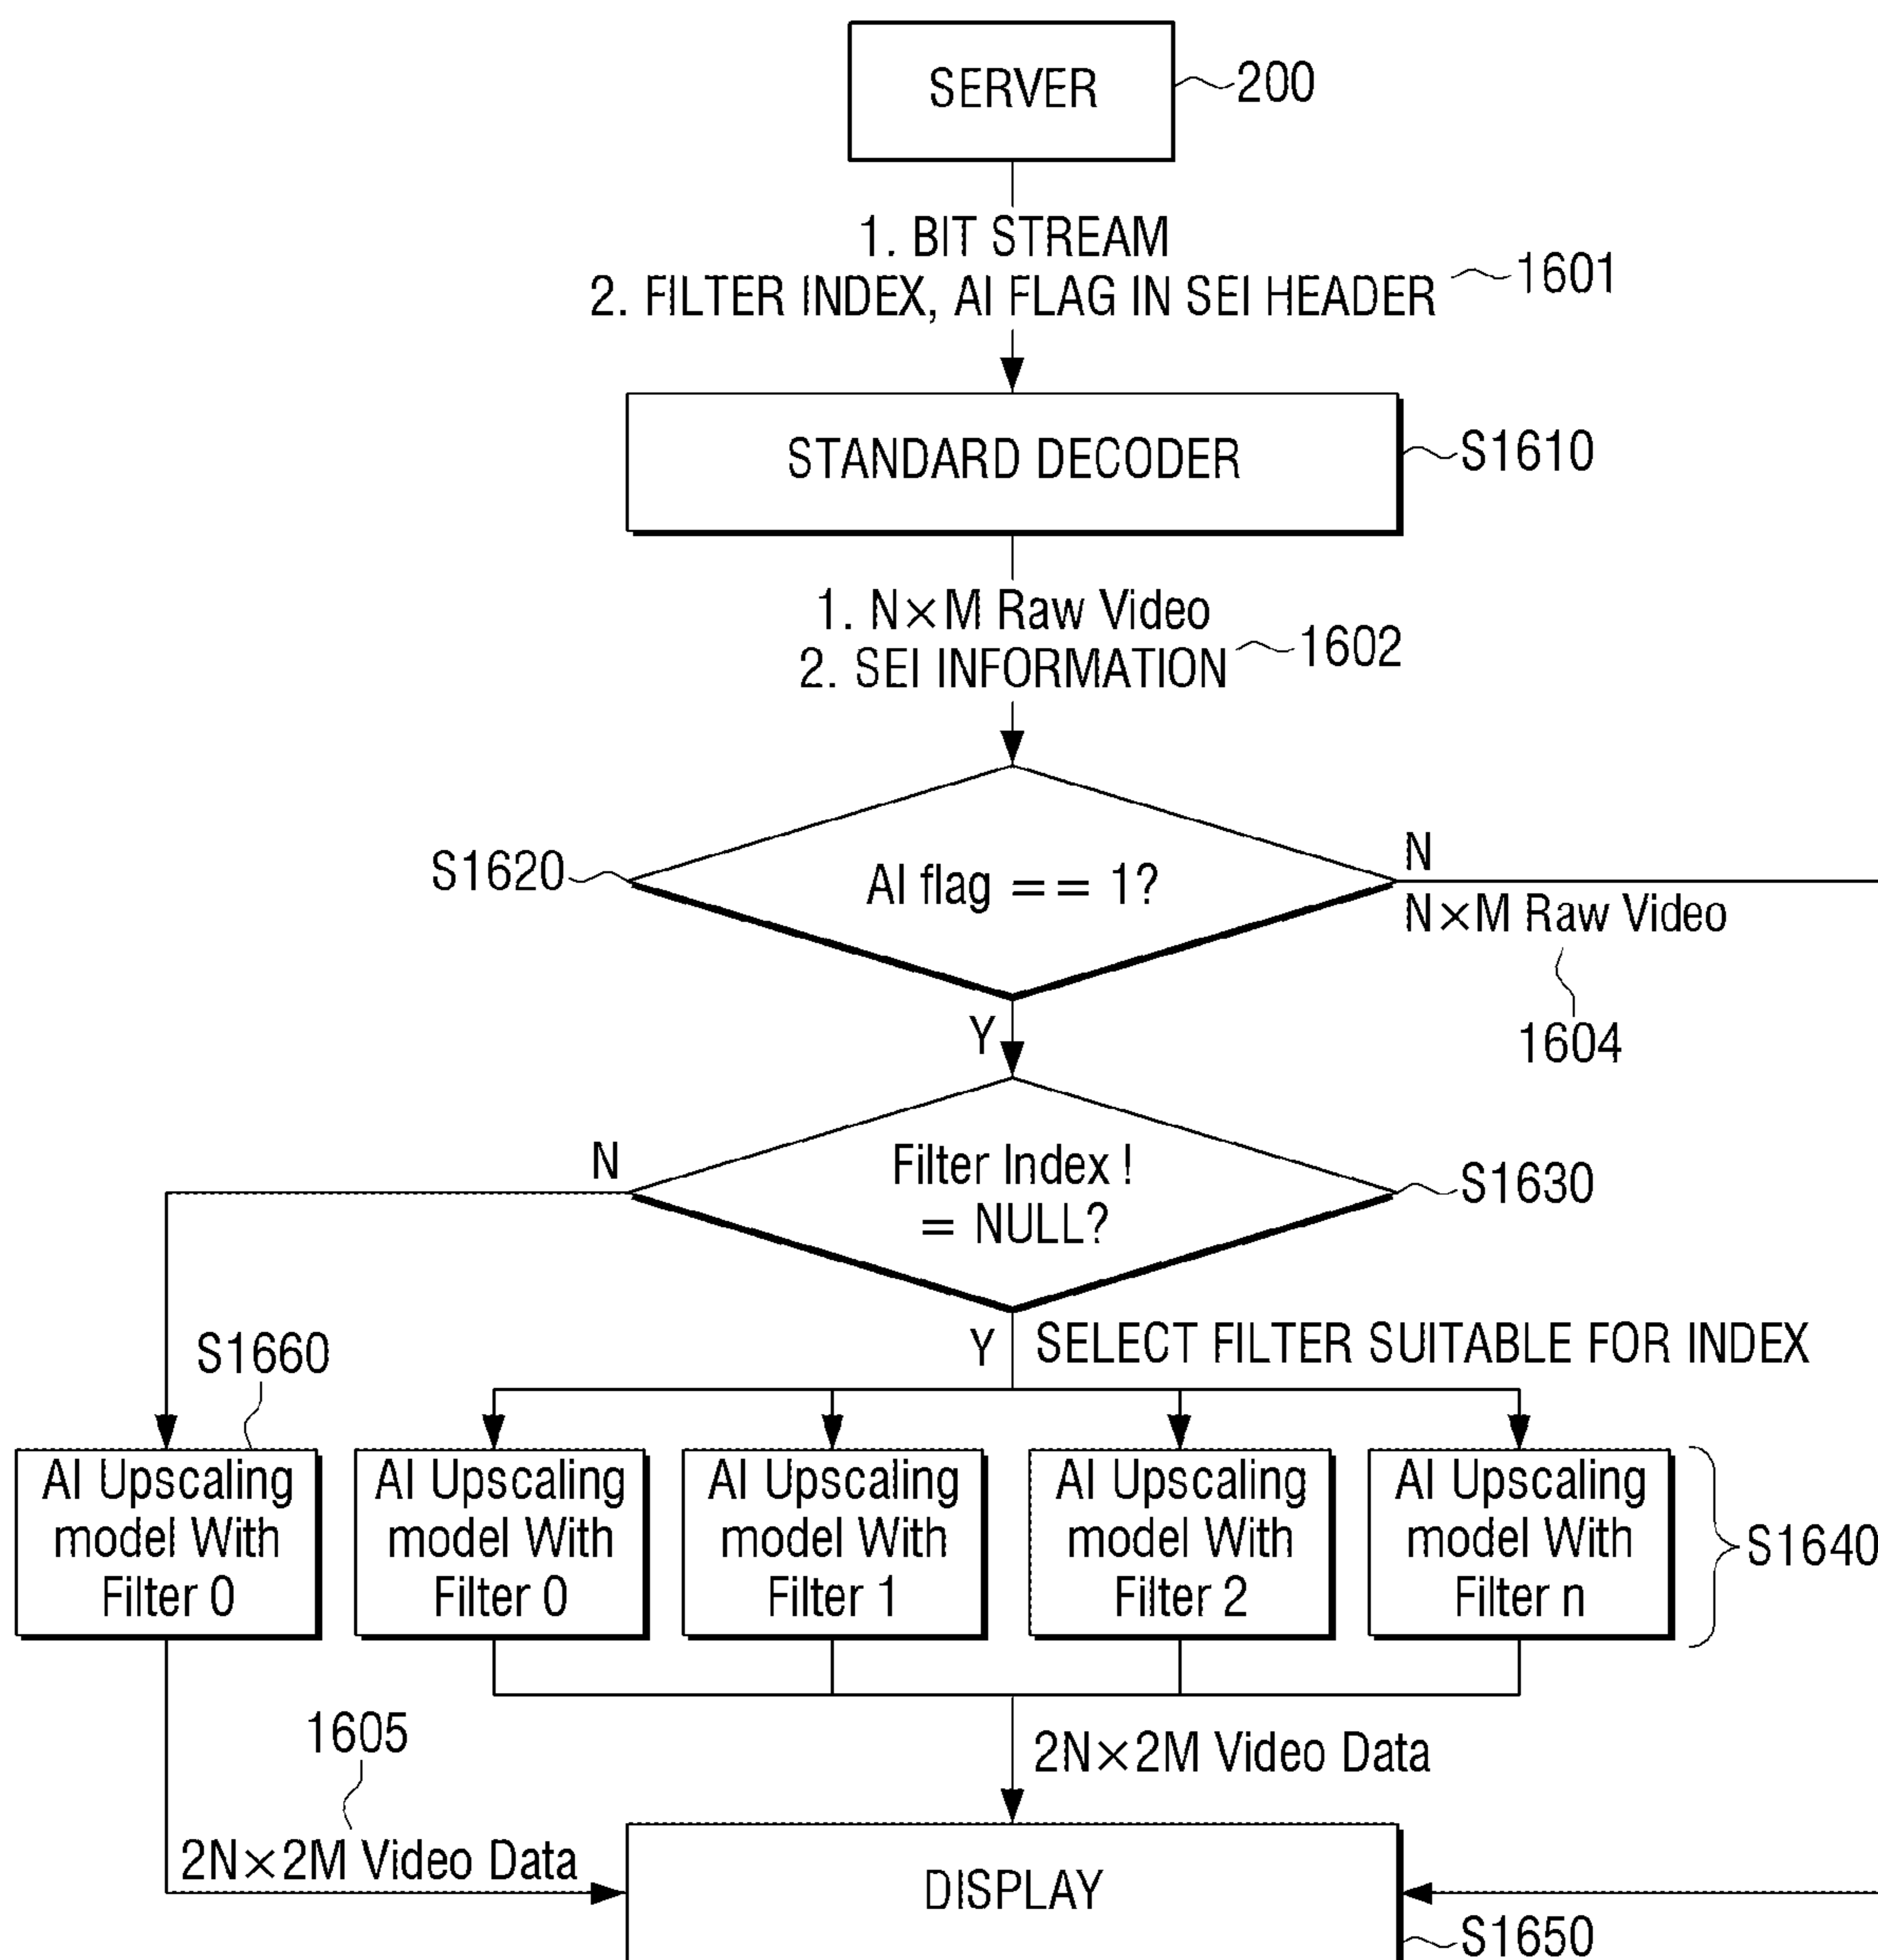 SERVER
200
1. BIT STREAM
2. FILTER INDEX, AI FLAG IN SEI HEADER
1601
STANDARD DECODER
S1610
1. N×M Raw Video
2. SEI INFORMATION
1602
S1620
AI flag == 1?
N
N×M Raw Video
1604
Y
N
Filter Index !
= NULL?
S1630
Y
SELECT FILTER SUITABLE FOR INDEX
S1660
AI Upscaling
model With
Filter 0
AI Upscaling
model With
Filter 0
AI Upscaling
model With
Filter 1
AI Upscaling
model With
Filter 2
AI Upscaling
model With
Filter n
S1640
1605
2N×2M Video Data
2N×2M Video Data
DISPLAY
S1650